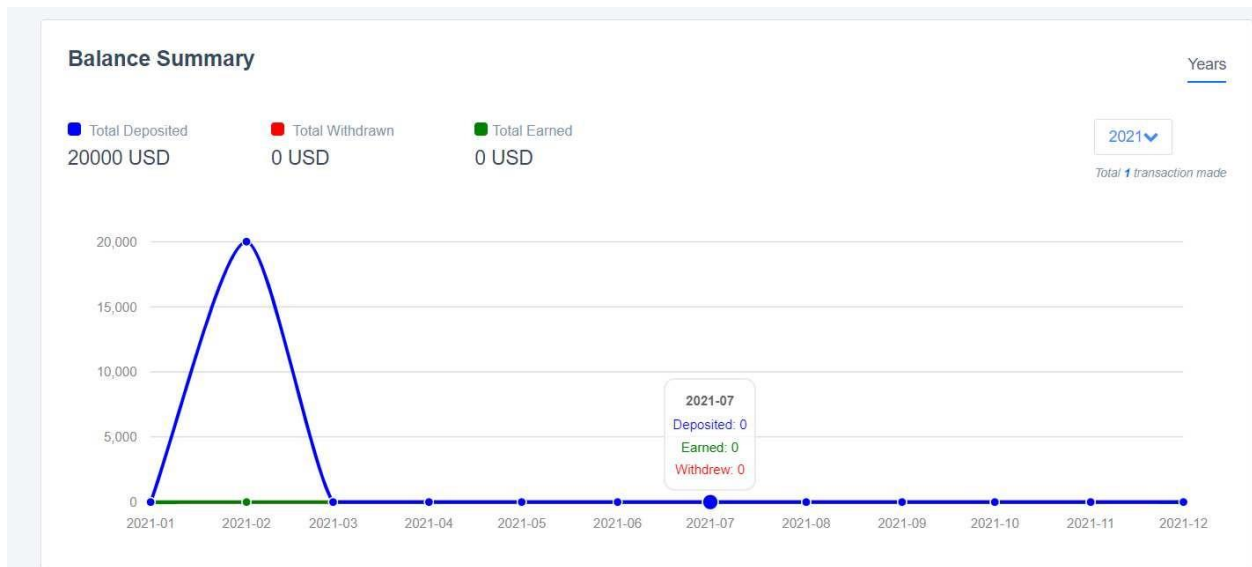 Balance Summary
Years
Total Deposited
20000 USD
Total Withdrawn
0 USD
Total Earned
0 USD
2021
Total 1 transaction made
20,000
15,000
10,000
5,000
0
2021-07
Deposited: 0
Earned: 0
Withdrew: 0
2021-01 2021-02 2021-03 2021-04 2021-05 2021-06 2021-07 2021-08 2021-09 2021-10 2021-11 2021-12